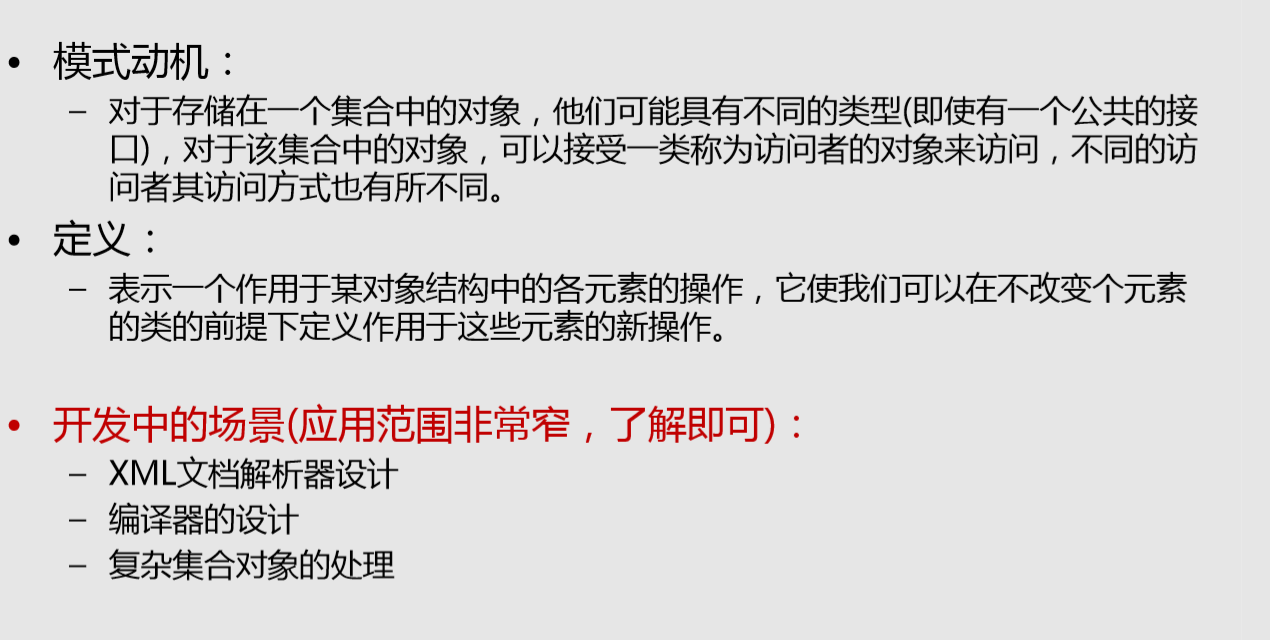 • 模式动机：
– 对于存储在一个集合中的对象，他们可能具有不同的类型(即使有一个公共的接
口)，对于该集合中的对象，可以接受一类称为访问者的对象来访问，不同的访
问者其访问方式也有所不同。
• 定义：
– 表示一个作用于某对象结构中的各元素的操作，它使我们可以在不改变个元素
的类的前提下定义作用于这些元素的新操作。
• 开发中的场景(应用范围非常窄，了解即可)：
– XML文档解析器设计
– 编译器的设计
– 复杂集合对象的处理